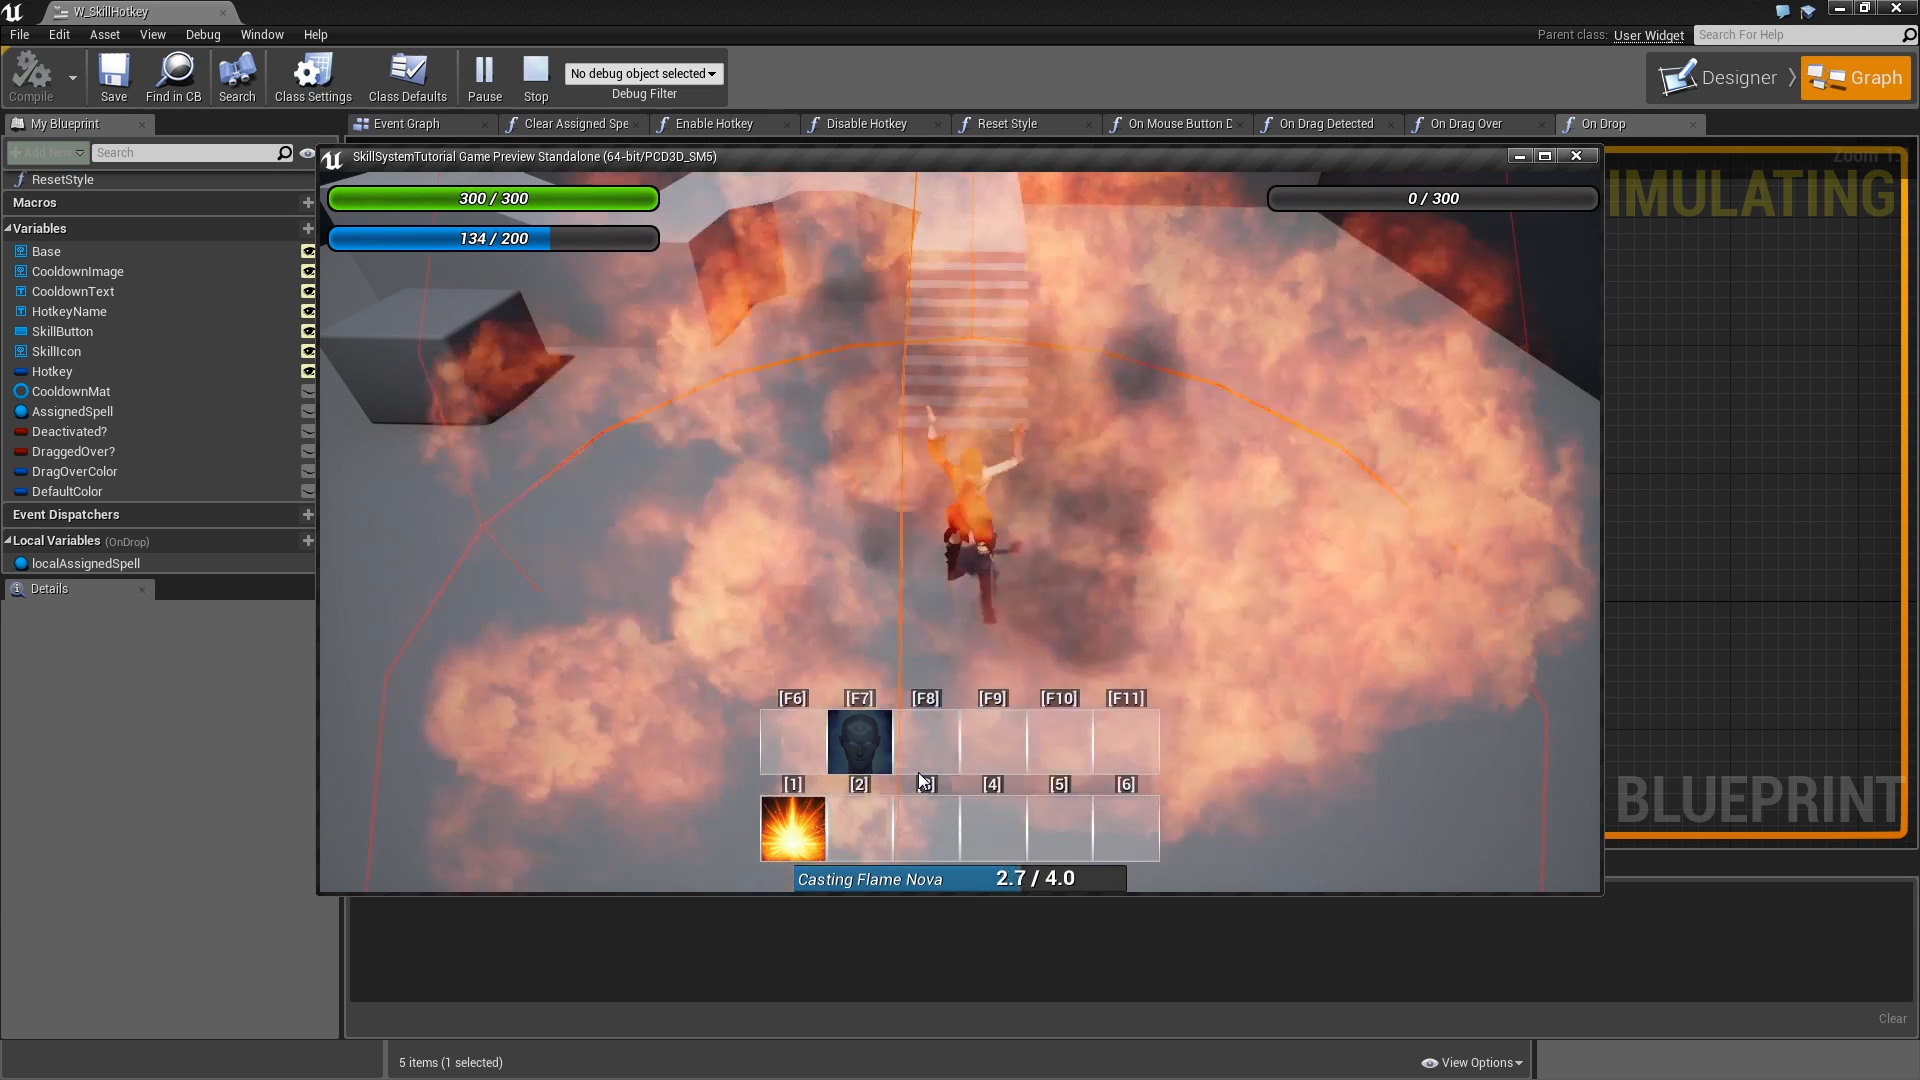 W_SkillHotkey
File Edit Asset View Debug Window Help
Parent class: User Widget
Search For Help
Compile
Save
Find in CB
Search
Class Settings
Class Defaults
Pause
Stop
No debug object selected
Debug Filter
Designer
Graph
My Blueprint
Event Graph
Clear Assigned Spe
Enable Hotkey
Disable Hotkey
Reset Style
On Mouse Button D
On Drag Detected
On Drag Over
On Drop
Add New
Search
SkillSystemTutorial Game Preview Standalone (64-bit/PCD3D_SM5)
Zoom 1:1
IMULATING
ResetStyle
Macros
Variables
Base
CooldownImage
CooldownText
HotkeyName
SkillButton
SkillIcon
Hotkey
CooldownMat
AssignedSpell
Deactivated?
DraggedOver?
DragOverColor
DefaultColor
Event Dispatchers
Local Variables (OnDrop)
localAssignedSpell
Details
300 / 300
0 / 300
134 / 200
[F6] [F7] [F8] [F9] [F10] [F11]
[1] [2] [3] [4] [5] [6]
Casting Flame Nova 2.7 / 4.0
BLUEPRINT
Clear
5 items (1 selected)
View Options